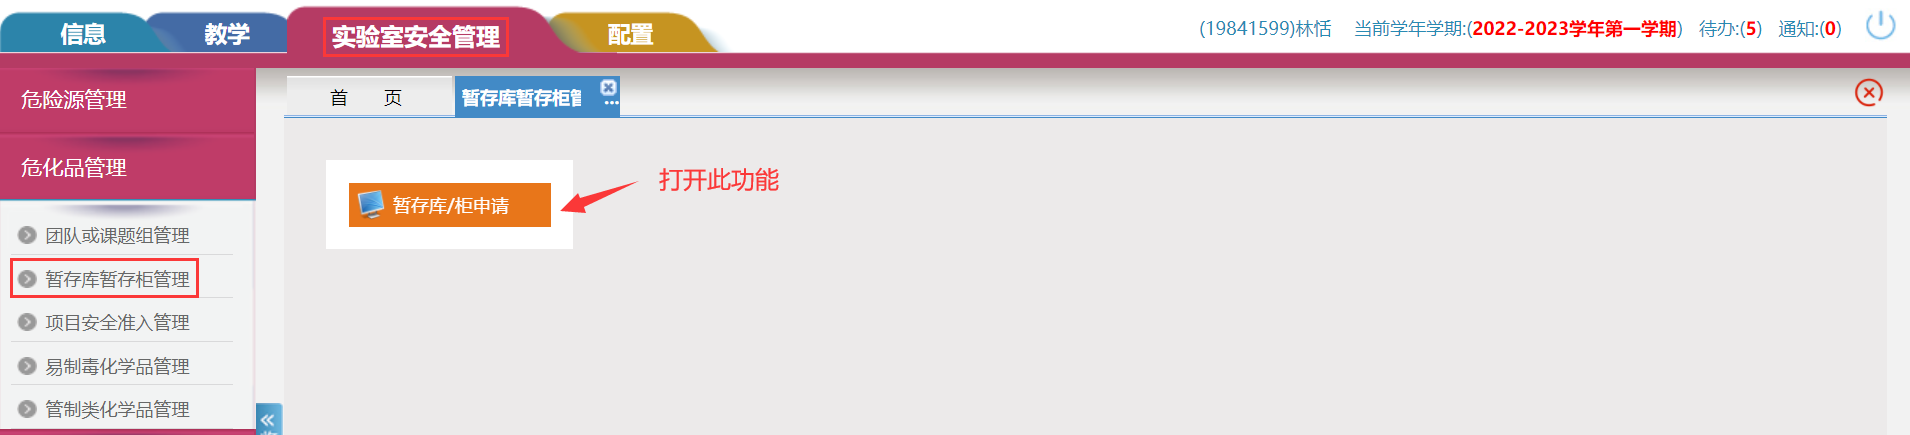 信息 教学 实验室安全管理 配置 (19841599)林恬 当前学年学期:(2022-2023学年第一学期) 待办:(5) 通知:(0)
危险源管理
首 页 暂存库暂存柜管
危化品管理
打开此功能
暂存库/柜申请
团队或课题组管理
暂存库暂存柜管理
项目安全准入管理
易制毒化学品管理
管制类化学品管理